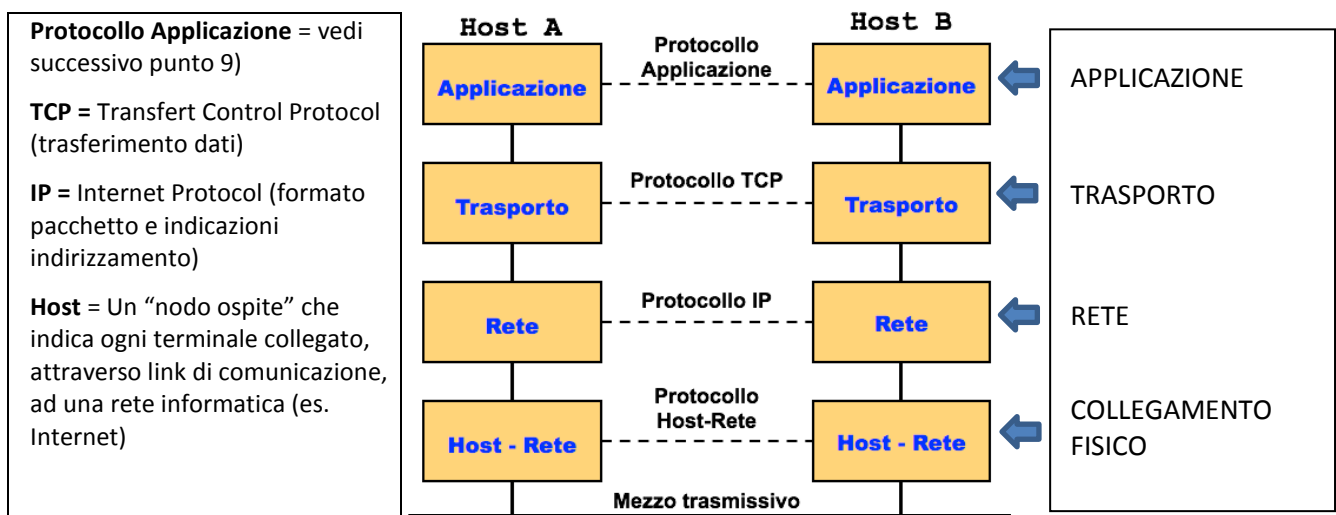 Protocollo Applicazione = vedi
successivo punto 9)
TCP = Transfert Control Protocol
(trasferimento dati)
IP = Internet Protocol (formato
pacchetto e indicazioni
indirizzamento)
Host = Un “nodo ospite” che
indica ogni terminale collegato,
attraverso link di comunicazione,
ad una rete informatica (es.
Internet)
Host A
Host B
Protocollo
Applicazione
Applicazione
Applicazione
APPLICAZIONE
Protocollo TCP
Trasporto
Trasporto
TRASPORTO
Protocollo IP
Rete
Rete
RETE
Protocollo
Host-Rete
Host - Rete
Host - Rete
COLLEGAMENTO
FISICO
Mezzo trasmissivo